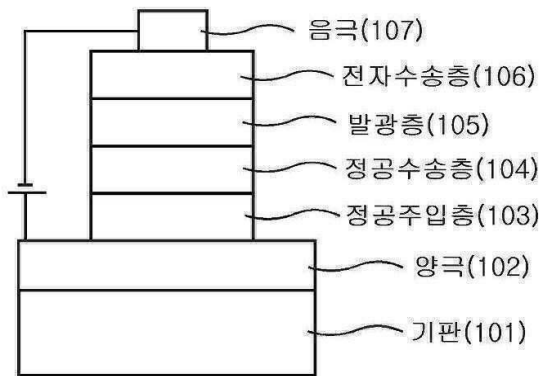 음극(107)
전자수송층(106)
발광층(105)
정공수송층(104)
정공주입층(103)
양극(102)
기판(101)